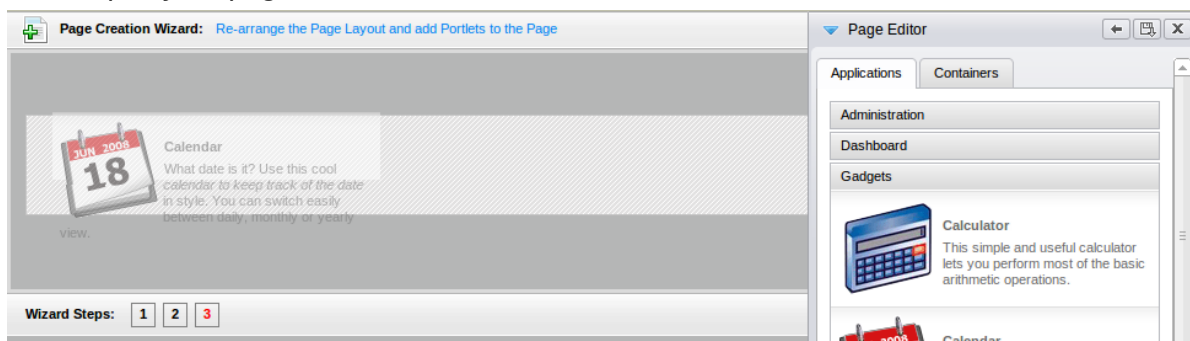 Page Creation Wizard: Re-arrange the Page Layout and add Portlets to the Page
JUN 2008
18
Calendar
What date is it? Use this cool
calendar to keep track of the date
in style. You can switch easily
between daily, monthly or yearly
view.
Wizard Steps: 1 2 3
Page Editor
Applications Containers
Administration
Dashboard
Gadgets
Calculator
This simple and useful calculator
lets you perform most of the basic
arithmetic operations.
2008
Calendar